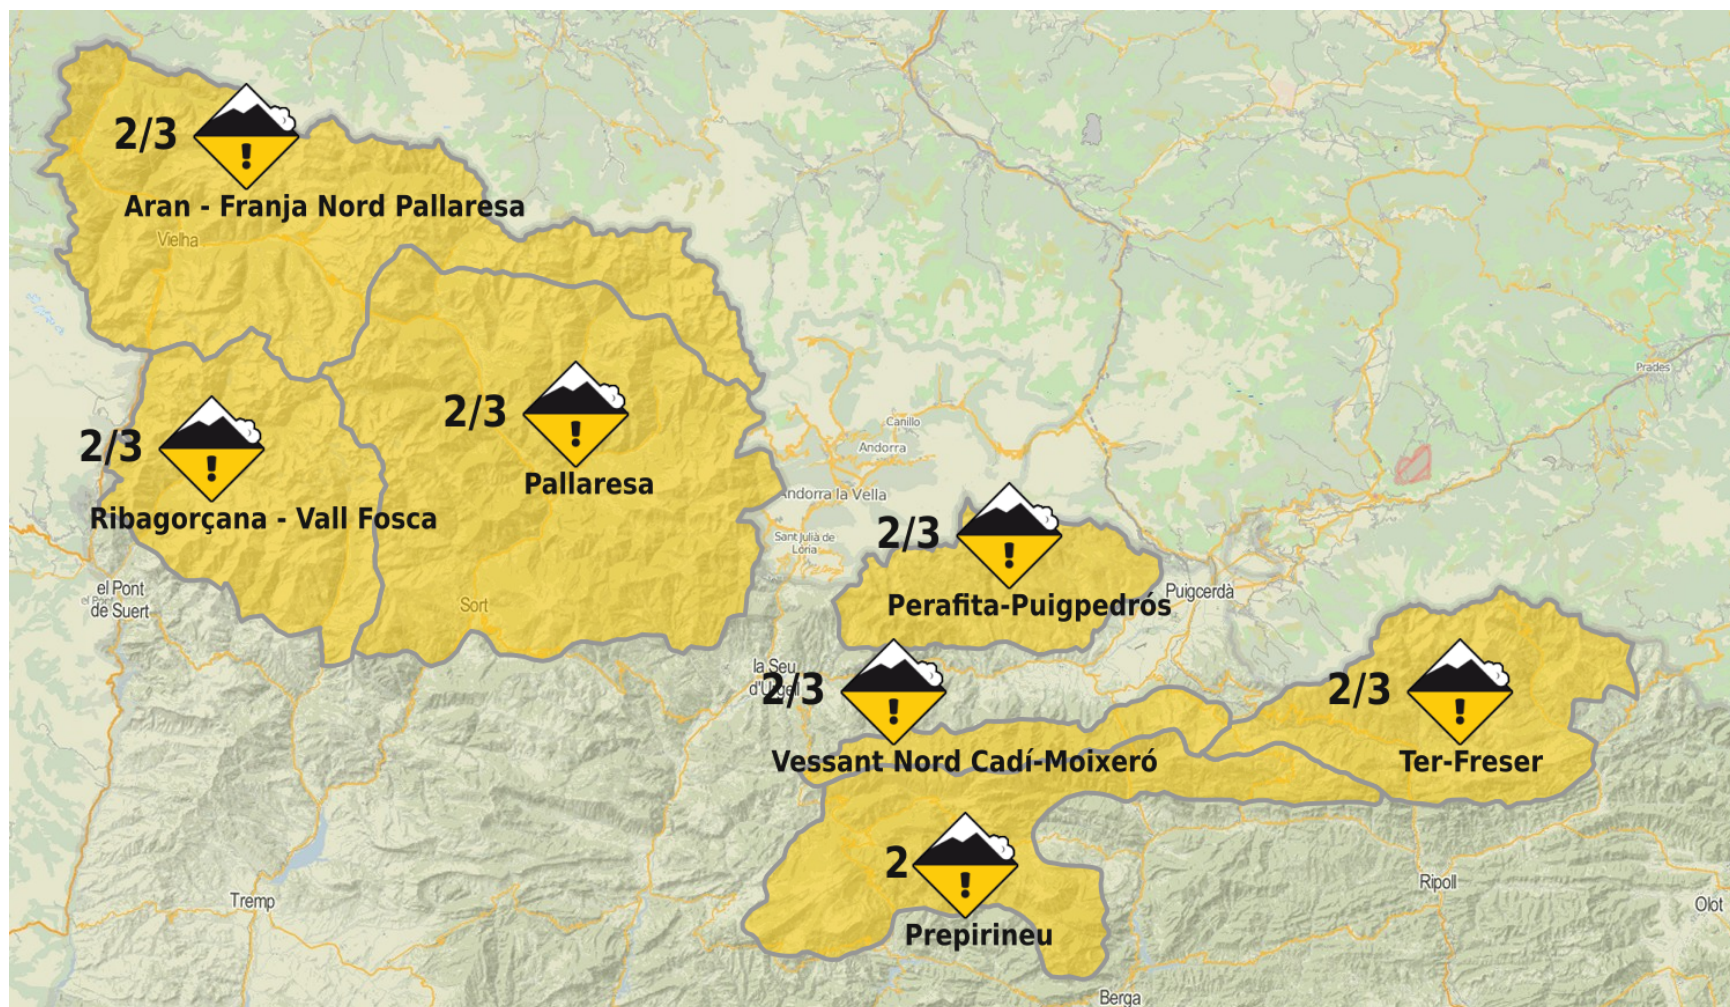 2/3
!
Aran - Franja Nord Pallaresa
Vielha
2/3
!
Pallaresa
2/3
!
Ribagorçana - Vall Fosca
Prades
Canillo
Andorra
Andorra la Vella
Sant Julià de
Lòria
2/3
!
Perafita-Puigpedrós
Puigcerdà
el Pont
de Suert
Sort
la Seu
d'Urgell
2/3
!
Vessant Nord Cadí-Moixeró
2/3
!
Ter-Freser
2
!
Prepirineu
Tremp
Ripoll
Olot
Berga